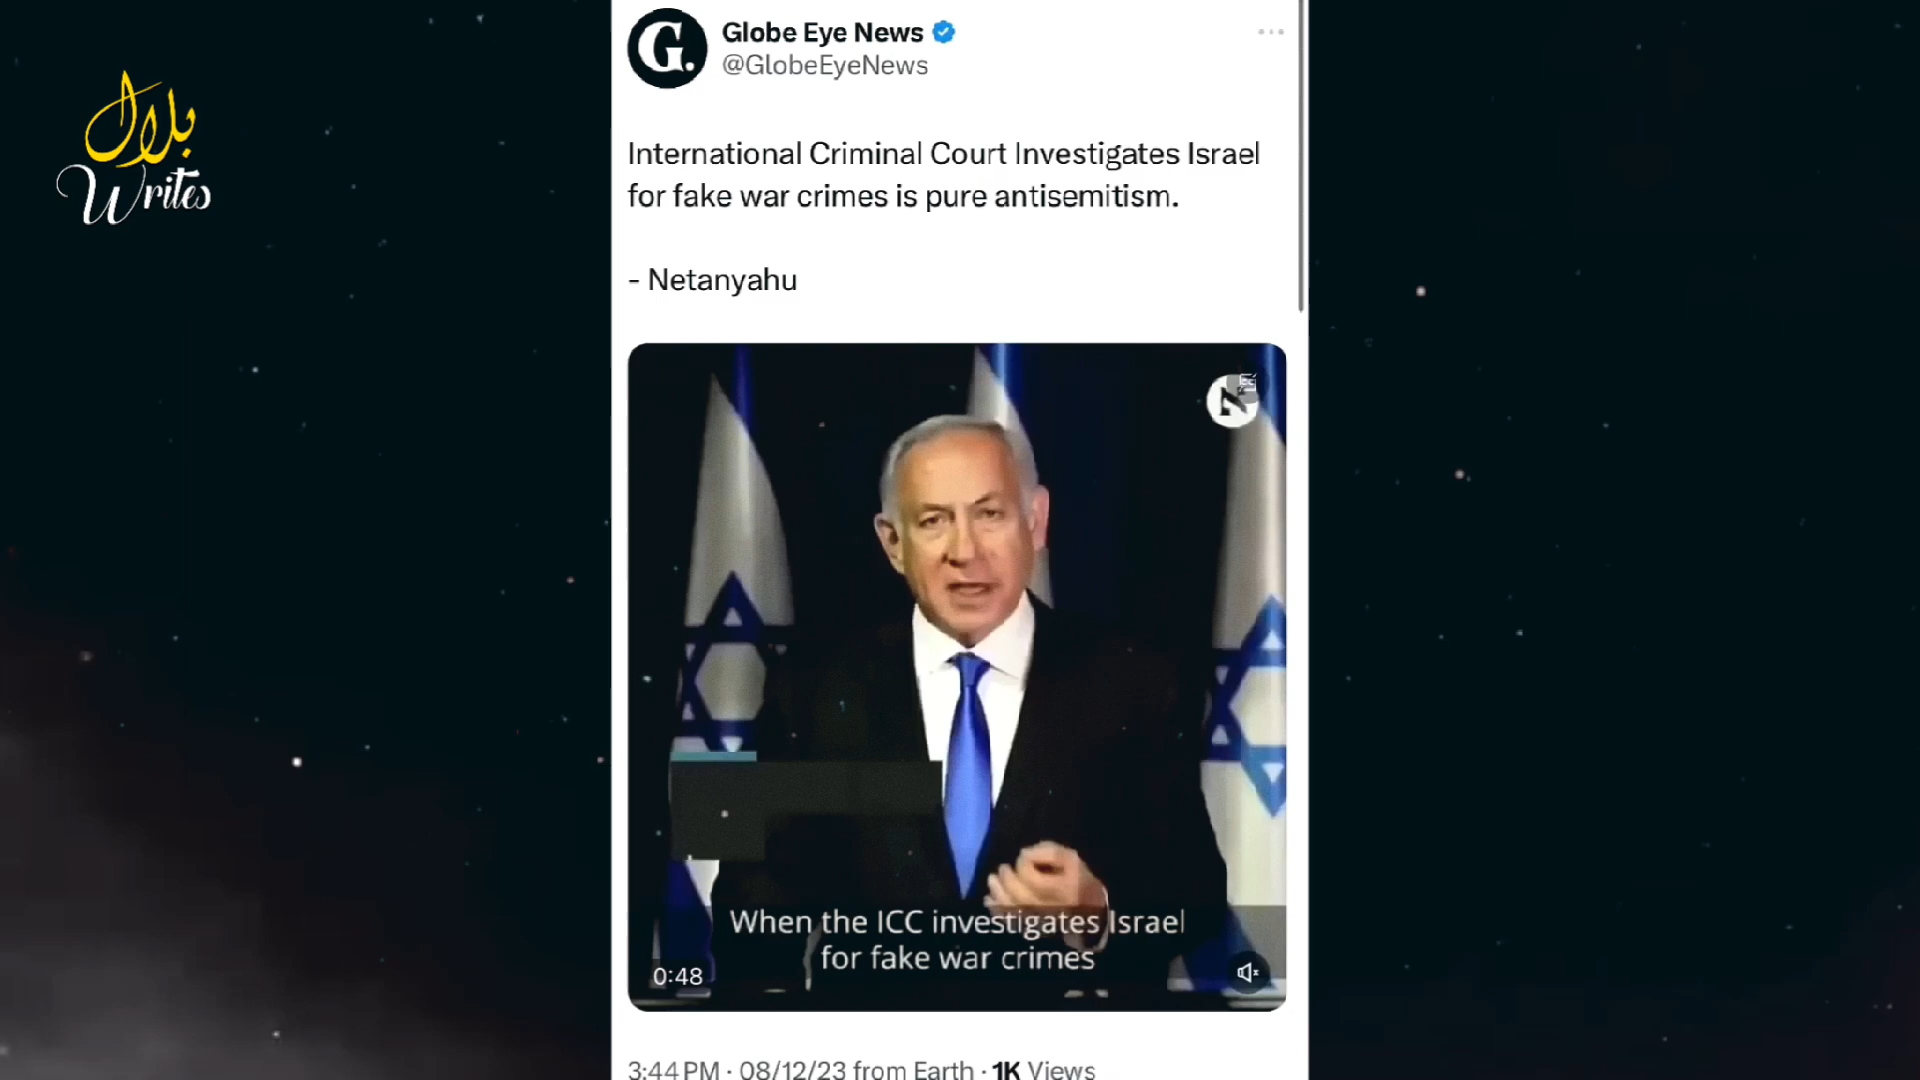 بلال
Writes
G.
Globe Eye News
@GlobeEyeNews
International Criminal Court Investigates Israel
for fake war crimes is pure antisemitism.
- Netanyahu
When the ICC investigates Israel
for fake war crimes
0:48
3:44 PM · 08/12/23 from Earth · 1K Views